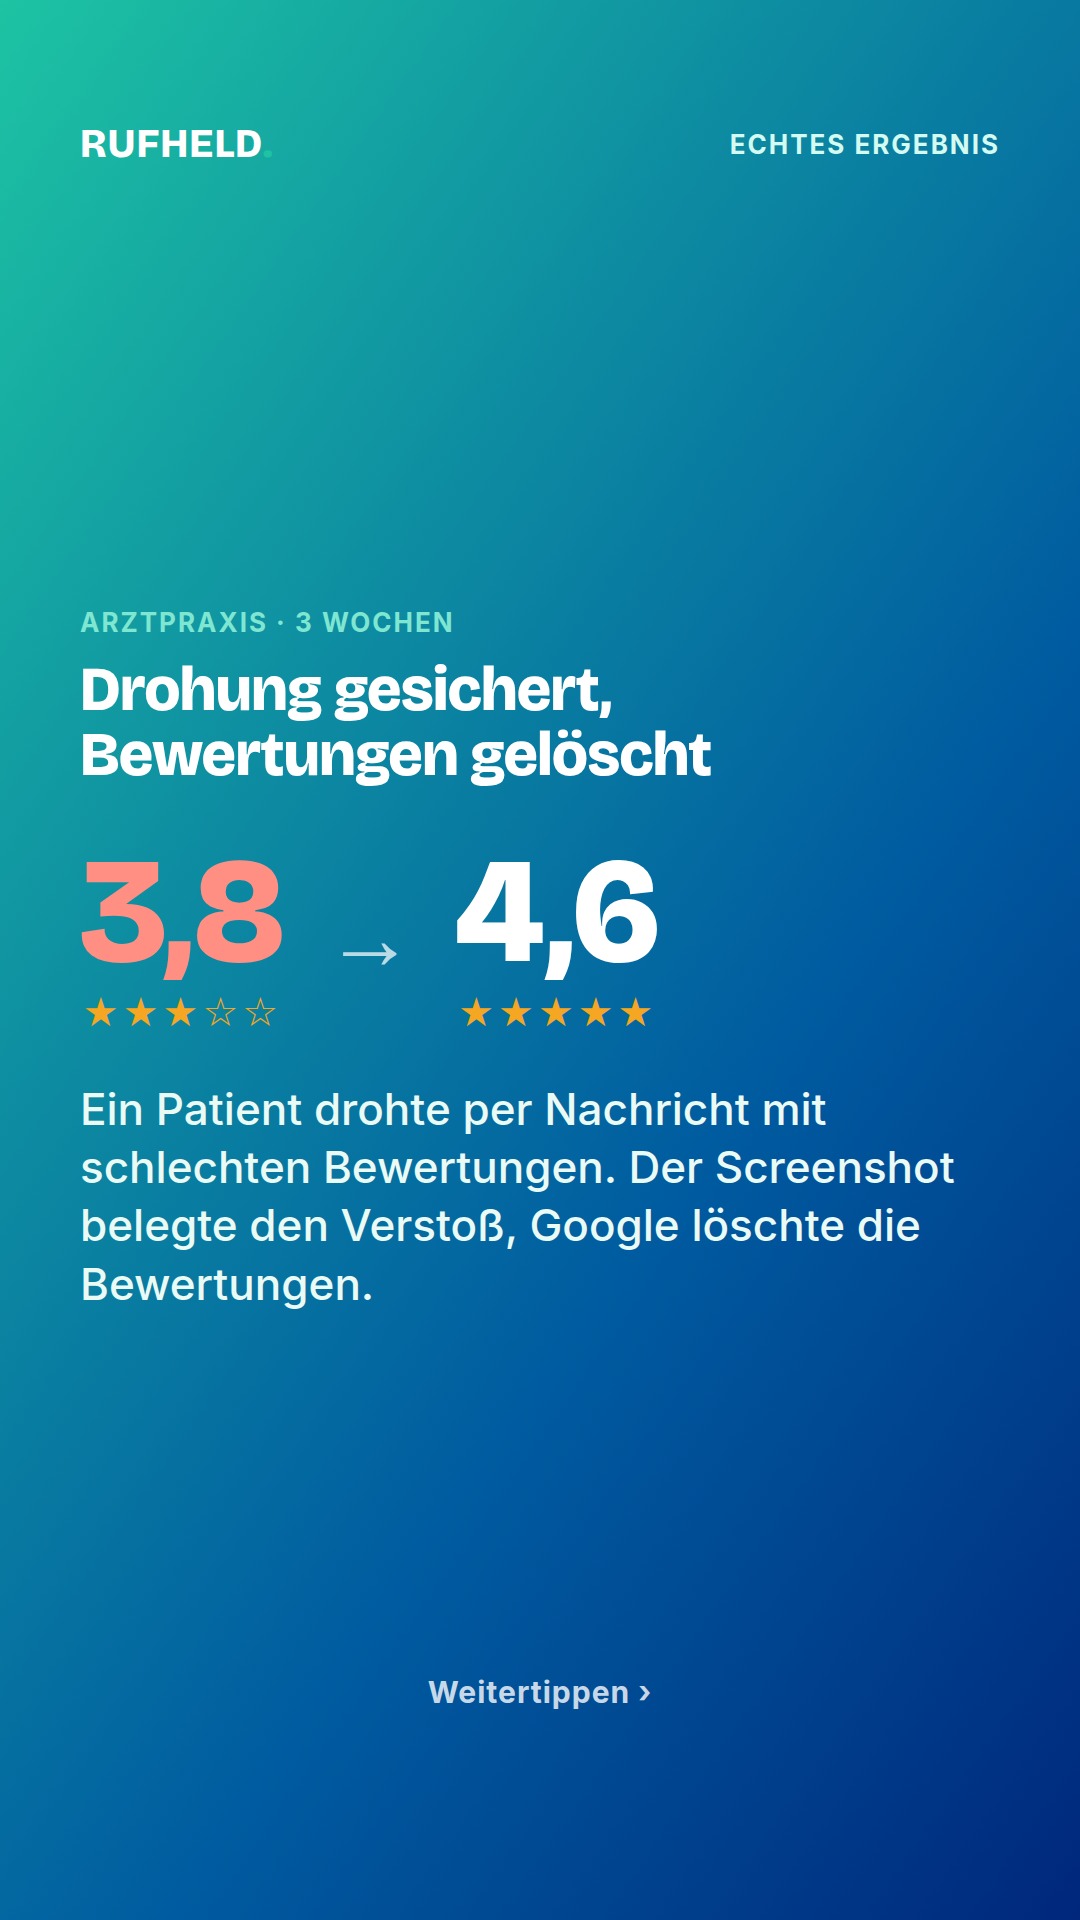 RUFHELD.
ECHTES ERGEBNIS
ARZTPRAXIS · 3 WOCHEN
Drohung gesichert,
Bewertungen gelöscht
3,8 → 4,6
★★★☆☆ ★★★★★
Ein Patient drohte per Nachricht mit
schlechten Bewertungen. Der Screenshot
belegte den Verstoß, Google löschte die
Bewertungen.
Weitertippen ›